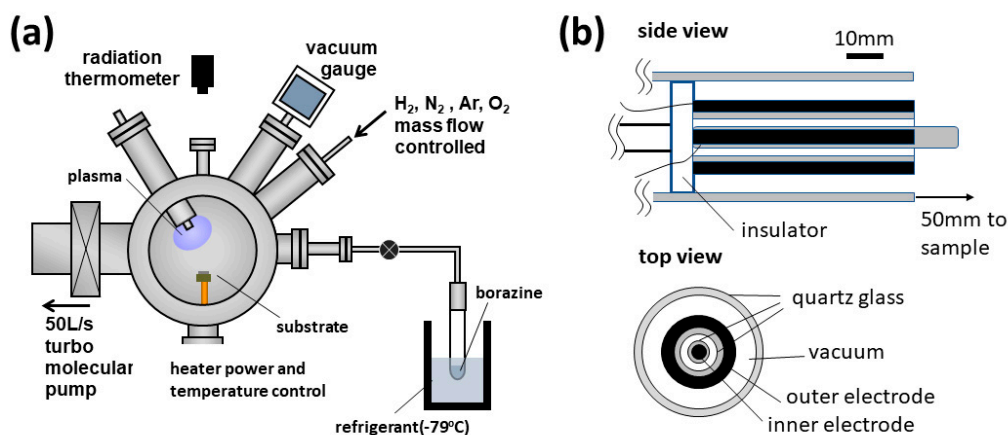 (a)
radiation
thermometer
vacuum
gauge
H₂, N₂ , Ar, O₂
mass flow
controlled
plasma
50L/s
turbo
molecular
pump
substrate
heater power and
temperature control
borazine
refrigerant(-79ºC)
(b)
side view
10mm
insulator
50mm to
sample
top view
quartz glass
vacuum
outer electrode
inner electrode